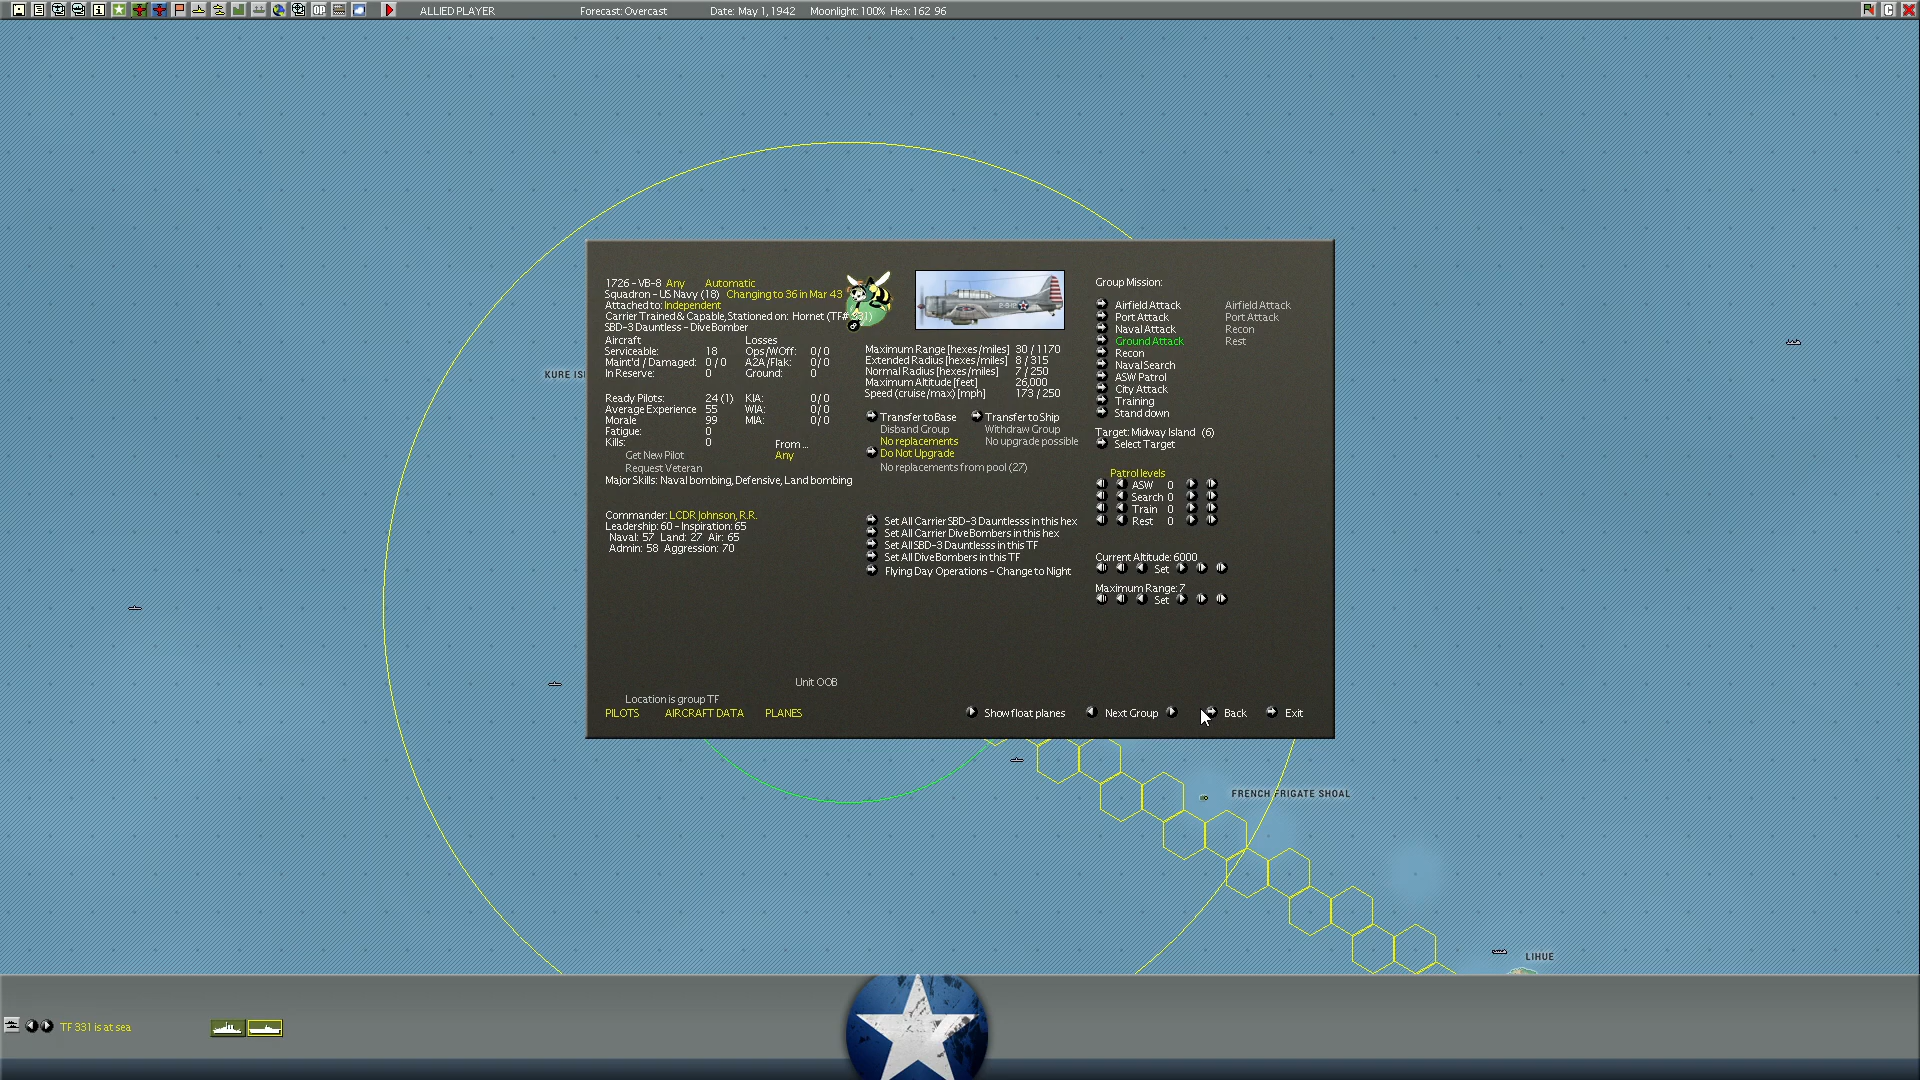 ALLIED PLAYER Forecast: Overcast Date: May 1, 1942 Moonlight: 100% Hex: 162 96
OP
C
KURE IS
1726 - VB-8 Any Automatic
Squadron - US Navy (18) Changing to 36 in Mar 43
Attached to: Independent
Carrier Trained & Capable, Stationed on: Hornet (TF# 331)
SBD-3 Dauntless - Dive Bomber
Aircraft Losses
Serviceable: 18 Ops/WOff: 0/0
Maint'd / Damaged: 0/0 A2A/Flak: 0/0
In Reserve: 0 Ground: 0
Ready Pilots: 24 (1) KIA: 0/0
Average Experience 55 WIA: 0/0
Morale 99 MIA: 0/0
Fatigue: 0
Kills: 0 From ...
Get New Pilot Any
Request Veteran
Major Skills: Naval bombing, Defensive, Land bombing
Commander: LCDR Johnson, R.R.
Leadership: 60 - Inspiration: 65
Naval: 57 Land: 27 Air: 65
Admin: 58 Aggression: 70
Unit OOB
Location is group TF
PILOTS AIRCRAFT DATA PLANES
Maximum Range [hexes/miles] 30 / 1170
Extended Radius [hexes/miles] 8 / 315
Normal Radius [hexes/miles] 7 / 250
Maximum Altitude [feet] 26,000
Speed (cruise/max) [mph] 173 / 250
Transfer to Base Transfer to Ship
Disband Group Withdraw Group
No replacements No upgrade possible
Do Not Upgrade
No replacements from pool (27)
Set All Carrier SBD-3 Dauntlesss in this hex
Set All Carrier Dive Bombers in this hex
Set All SBD-3 Dauntlesss in this TF
Set All Dive Bombers in this TF
Flying Day Operations - Change to Night
Group Mission:
Airfield Attack Airfield Attack
Port Attack Port Attack
Naval Attack Recon
Ground Attack Rest
Recon
Naval Search
ASW Patrol
City Attack
Training
Stand down
Target: Midway Island (6)
Select Target
Patrol levels
ASW 0
Search 0
Train 0
Rest 0
Current Altitude: 6000
Set
Maximum Range: 7
Set
Show float planes Next Group Back Exit
FRENCH FRIGATE SHOAL
LIHUE
TF 331 is at sea